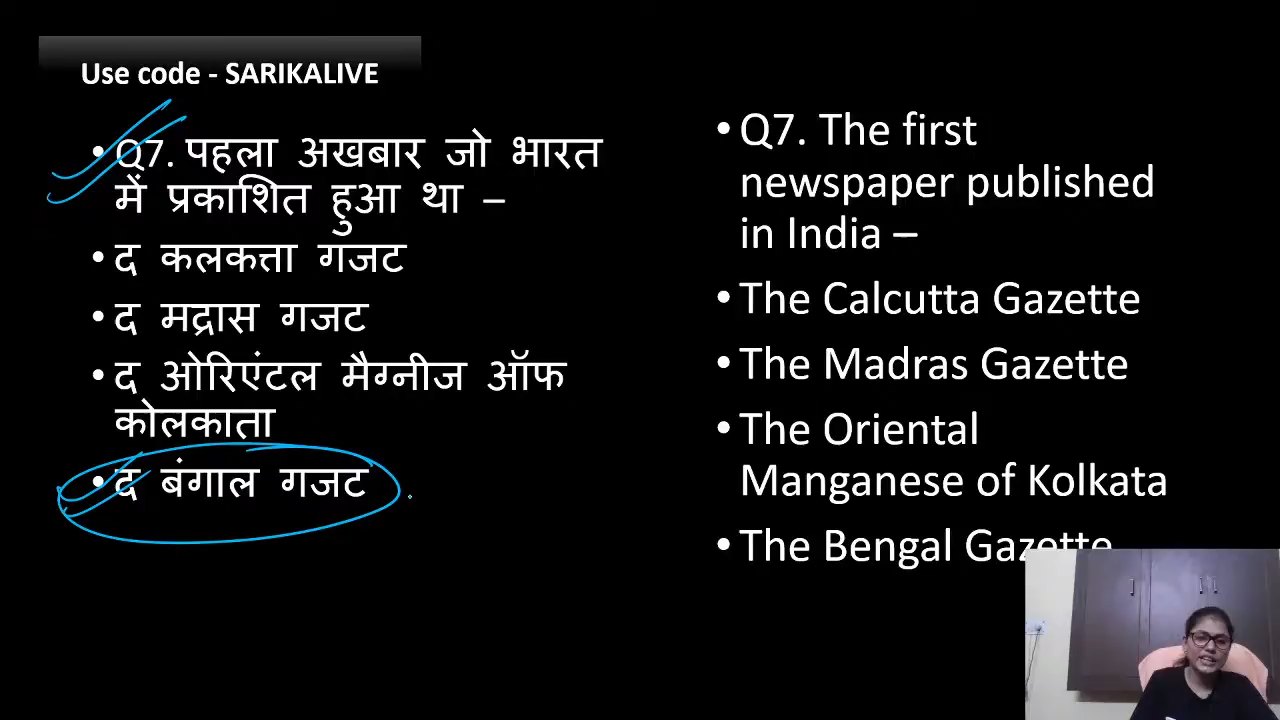 Use code - SARIKALIVE
• Q7. पहला अखबार जो भारत
में प्रकाशित हुआ था –
• द कलकत्ता गजट
• द मद्रास गजट
• द ओरिएंटल मैग्नीज ऑफ
कोलकाता
• द बंगाल गजट
• Q7. The first
newspaper published
in India –
• The Calcutta Gazette
• The Madras Gazette
• The Oriental
Manganese of Kolkata
• The Bengal Gazette